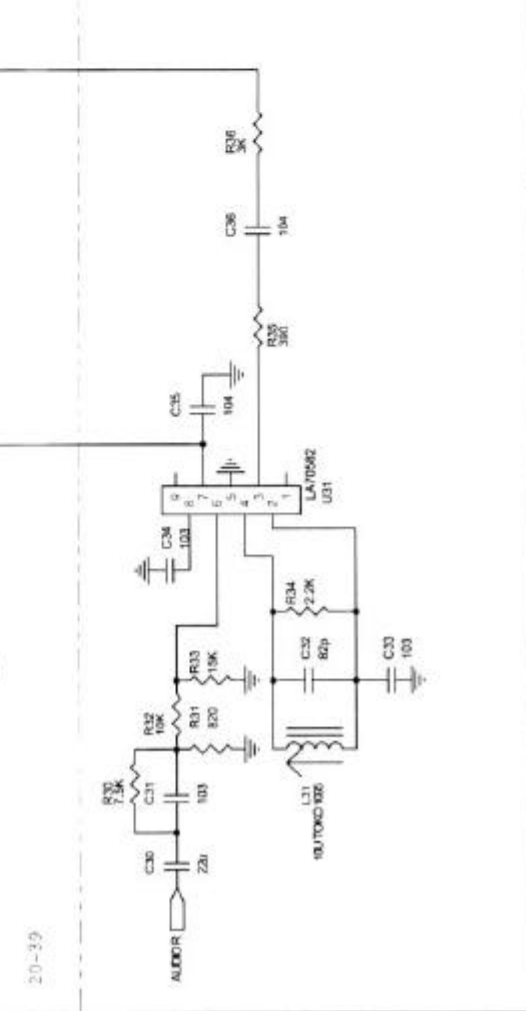 20-39
AUDIO R
C30
22u
R30
7.5K
C31
103
R32
10K
R31
820
R33
15K
C34
103
9
8
7
6
5
4
3
2
1
LA70582
U31
C35
104
R35
390
C36
104
R36
3K
R34
2.2K
C32
82p
C33
103
L31
10U TOKO